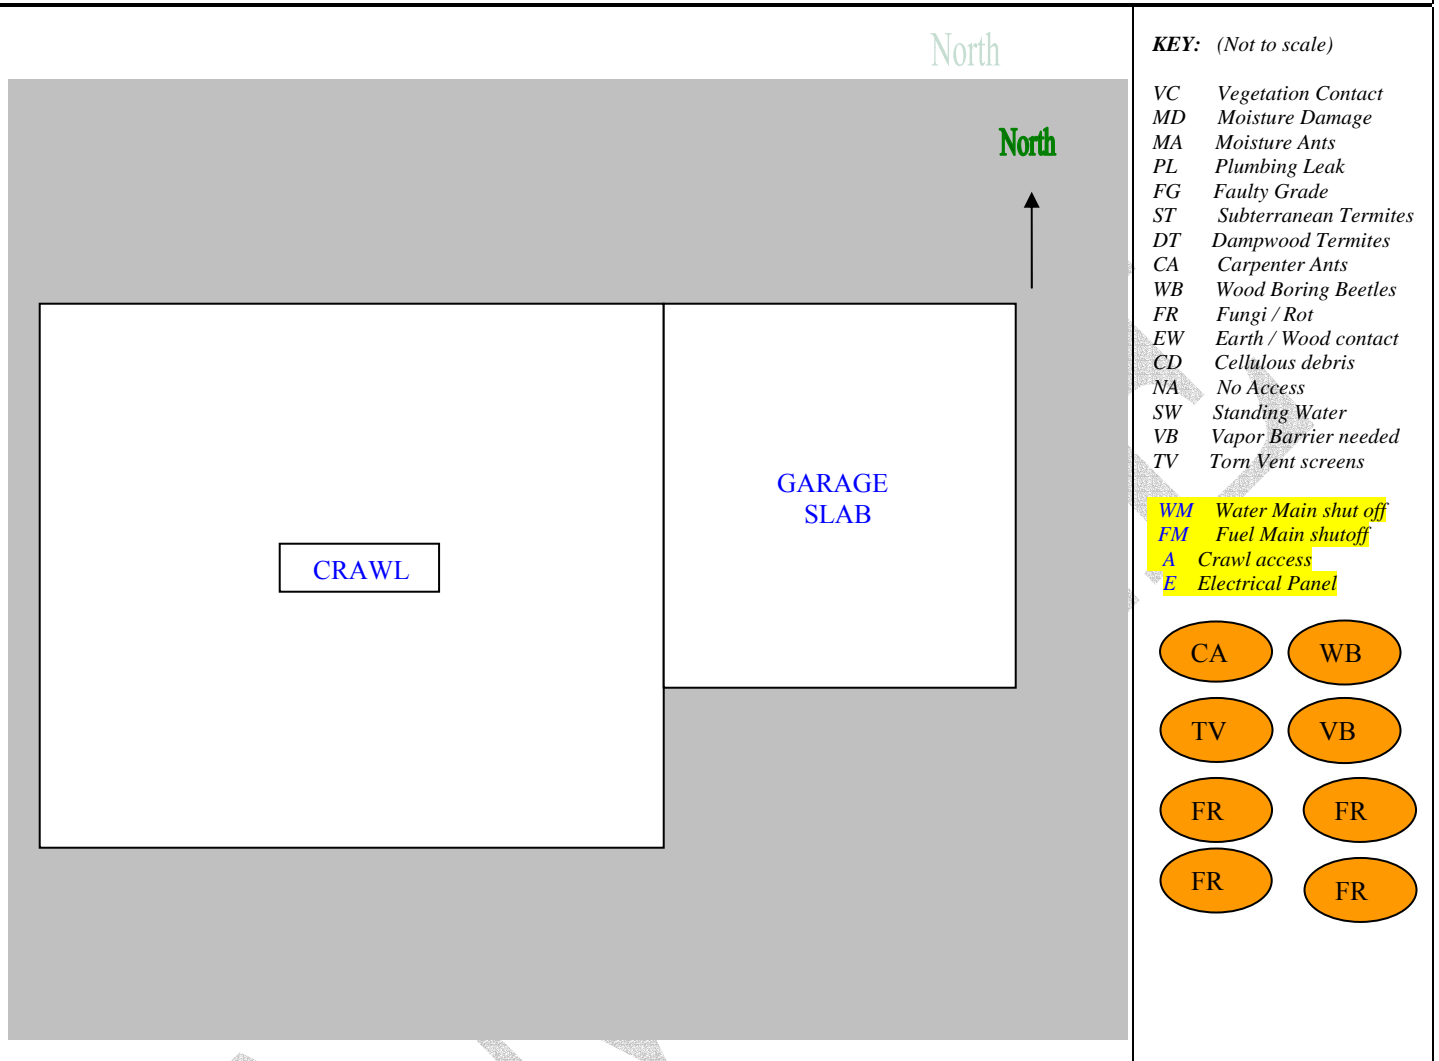 North
North
CRAWL
GARAGE
SLAB
KEY: (Not to scale)
VC Vegetation Contact
MD Moisture Damage
MA Moisture Ants
PL Plumbing Leak
FG Faulty Grade
ST Subterranean Termites
DT Dampwood Termites
CA Carpenter Ants
WB Wood Boring Beetles
FR Fungi / Rot
EW Earth / Wood contact
CD Cellulous debris
NA No Access
SW Standing Water
VB Vapor Barrier needed
TV Torn Vent screens
WM Water Main shut off
FM Fuel Main shutoff
A Crawl access
E Electrical Panel
CA WB
TV VB
FR FR
FR FR